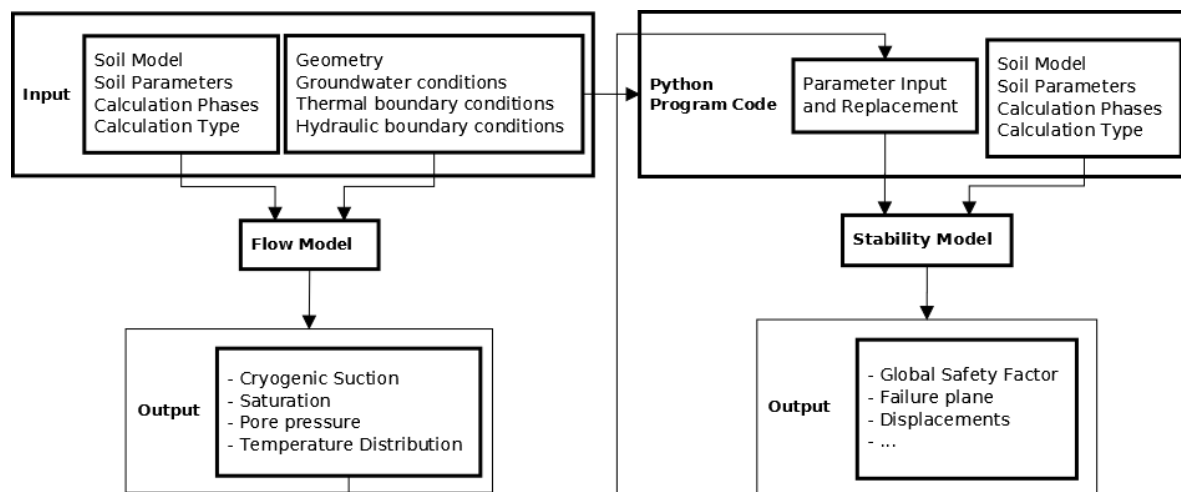 Input
Soil Model
Soil Parameters
Calculation Phases
Calculation Type
Geometry
Groundwater conditions
Thermal boundary conditions
Hydraulic boundary conditions
Flow Model
Output
- Cryogenic Suction
- Saturation
- Pore pressure
- Temperature Distribution
Python
Program Code
Parameter Input
and Replacement
Soil Model
Soil Parameters
Calculation Phases
Calculation Type
Stability Model
Output
- Global Safety Factor
- Failure plane
- Displacements
- ...